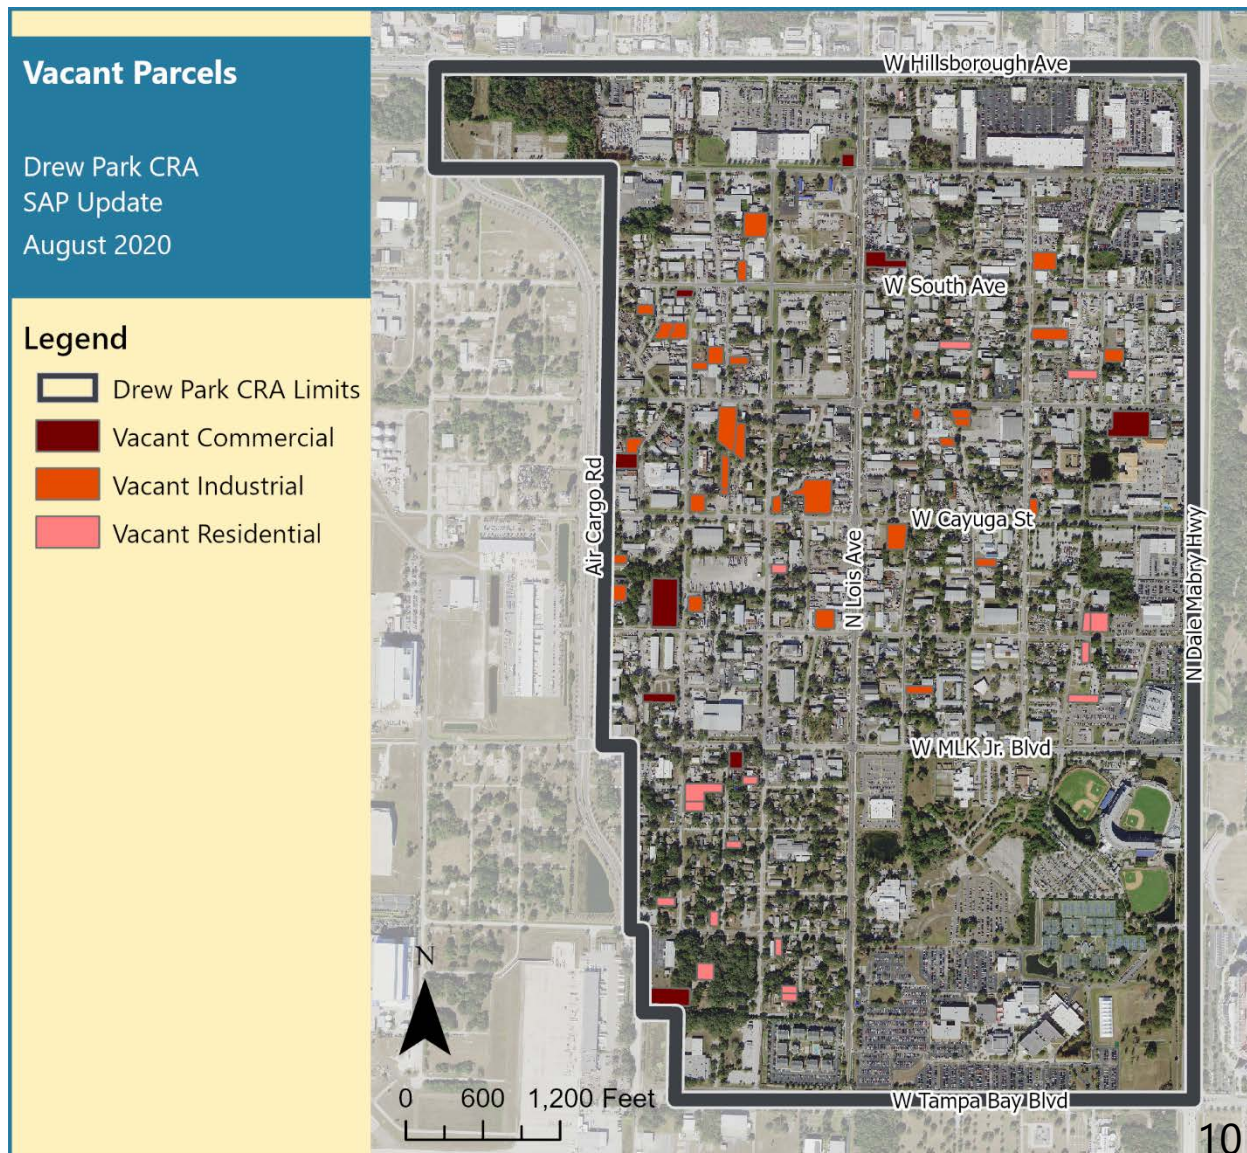 Vacant Parcels
Drew Park CRA
SAP Update
August 2020
Legend
Drew Park CRA Limits
Vacant Commercial
Vacant Industrial
Vacant Residential
W Hillsborough Ave
W South Ave
Air Cargo Rd
N Lois Ave
W Cayuga St
N Dale Mabry Hwy
W MLK Jr. Blvd
W Tampa Bay Blvd
N
0 600 1,200 Feet
10